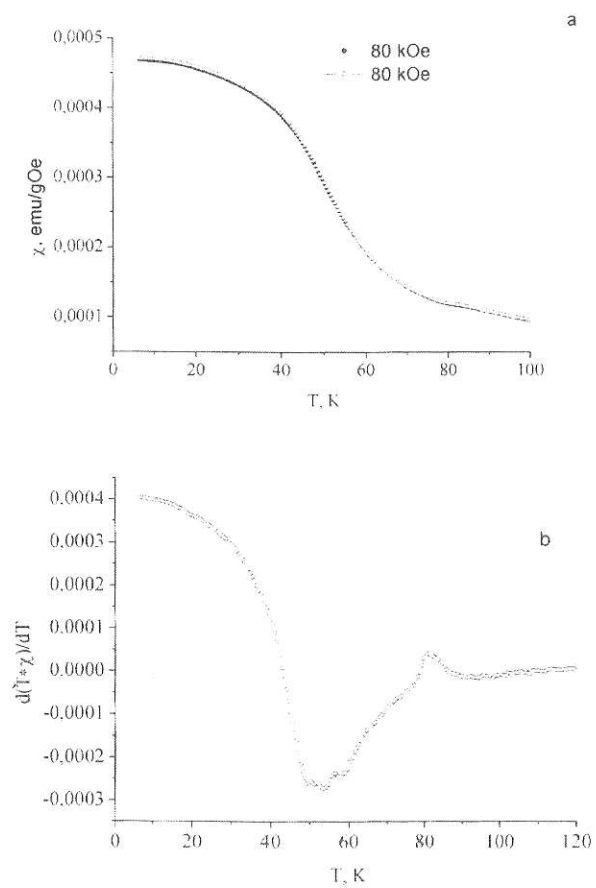 a
0,0005
80 kOe
80 kOe
0,0004
0,0003
0,0002
0,0001
χ, emu/gOe
0 20 40 60 80 100
T, K
b
0,0004
0,0003
0,0002
0,0001
0,0000
-0,0001
-0,0002
-0,0003
d(T*χ)/dT
0 20 40 60 80 100 120
T, K